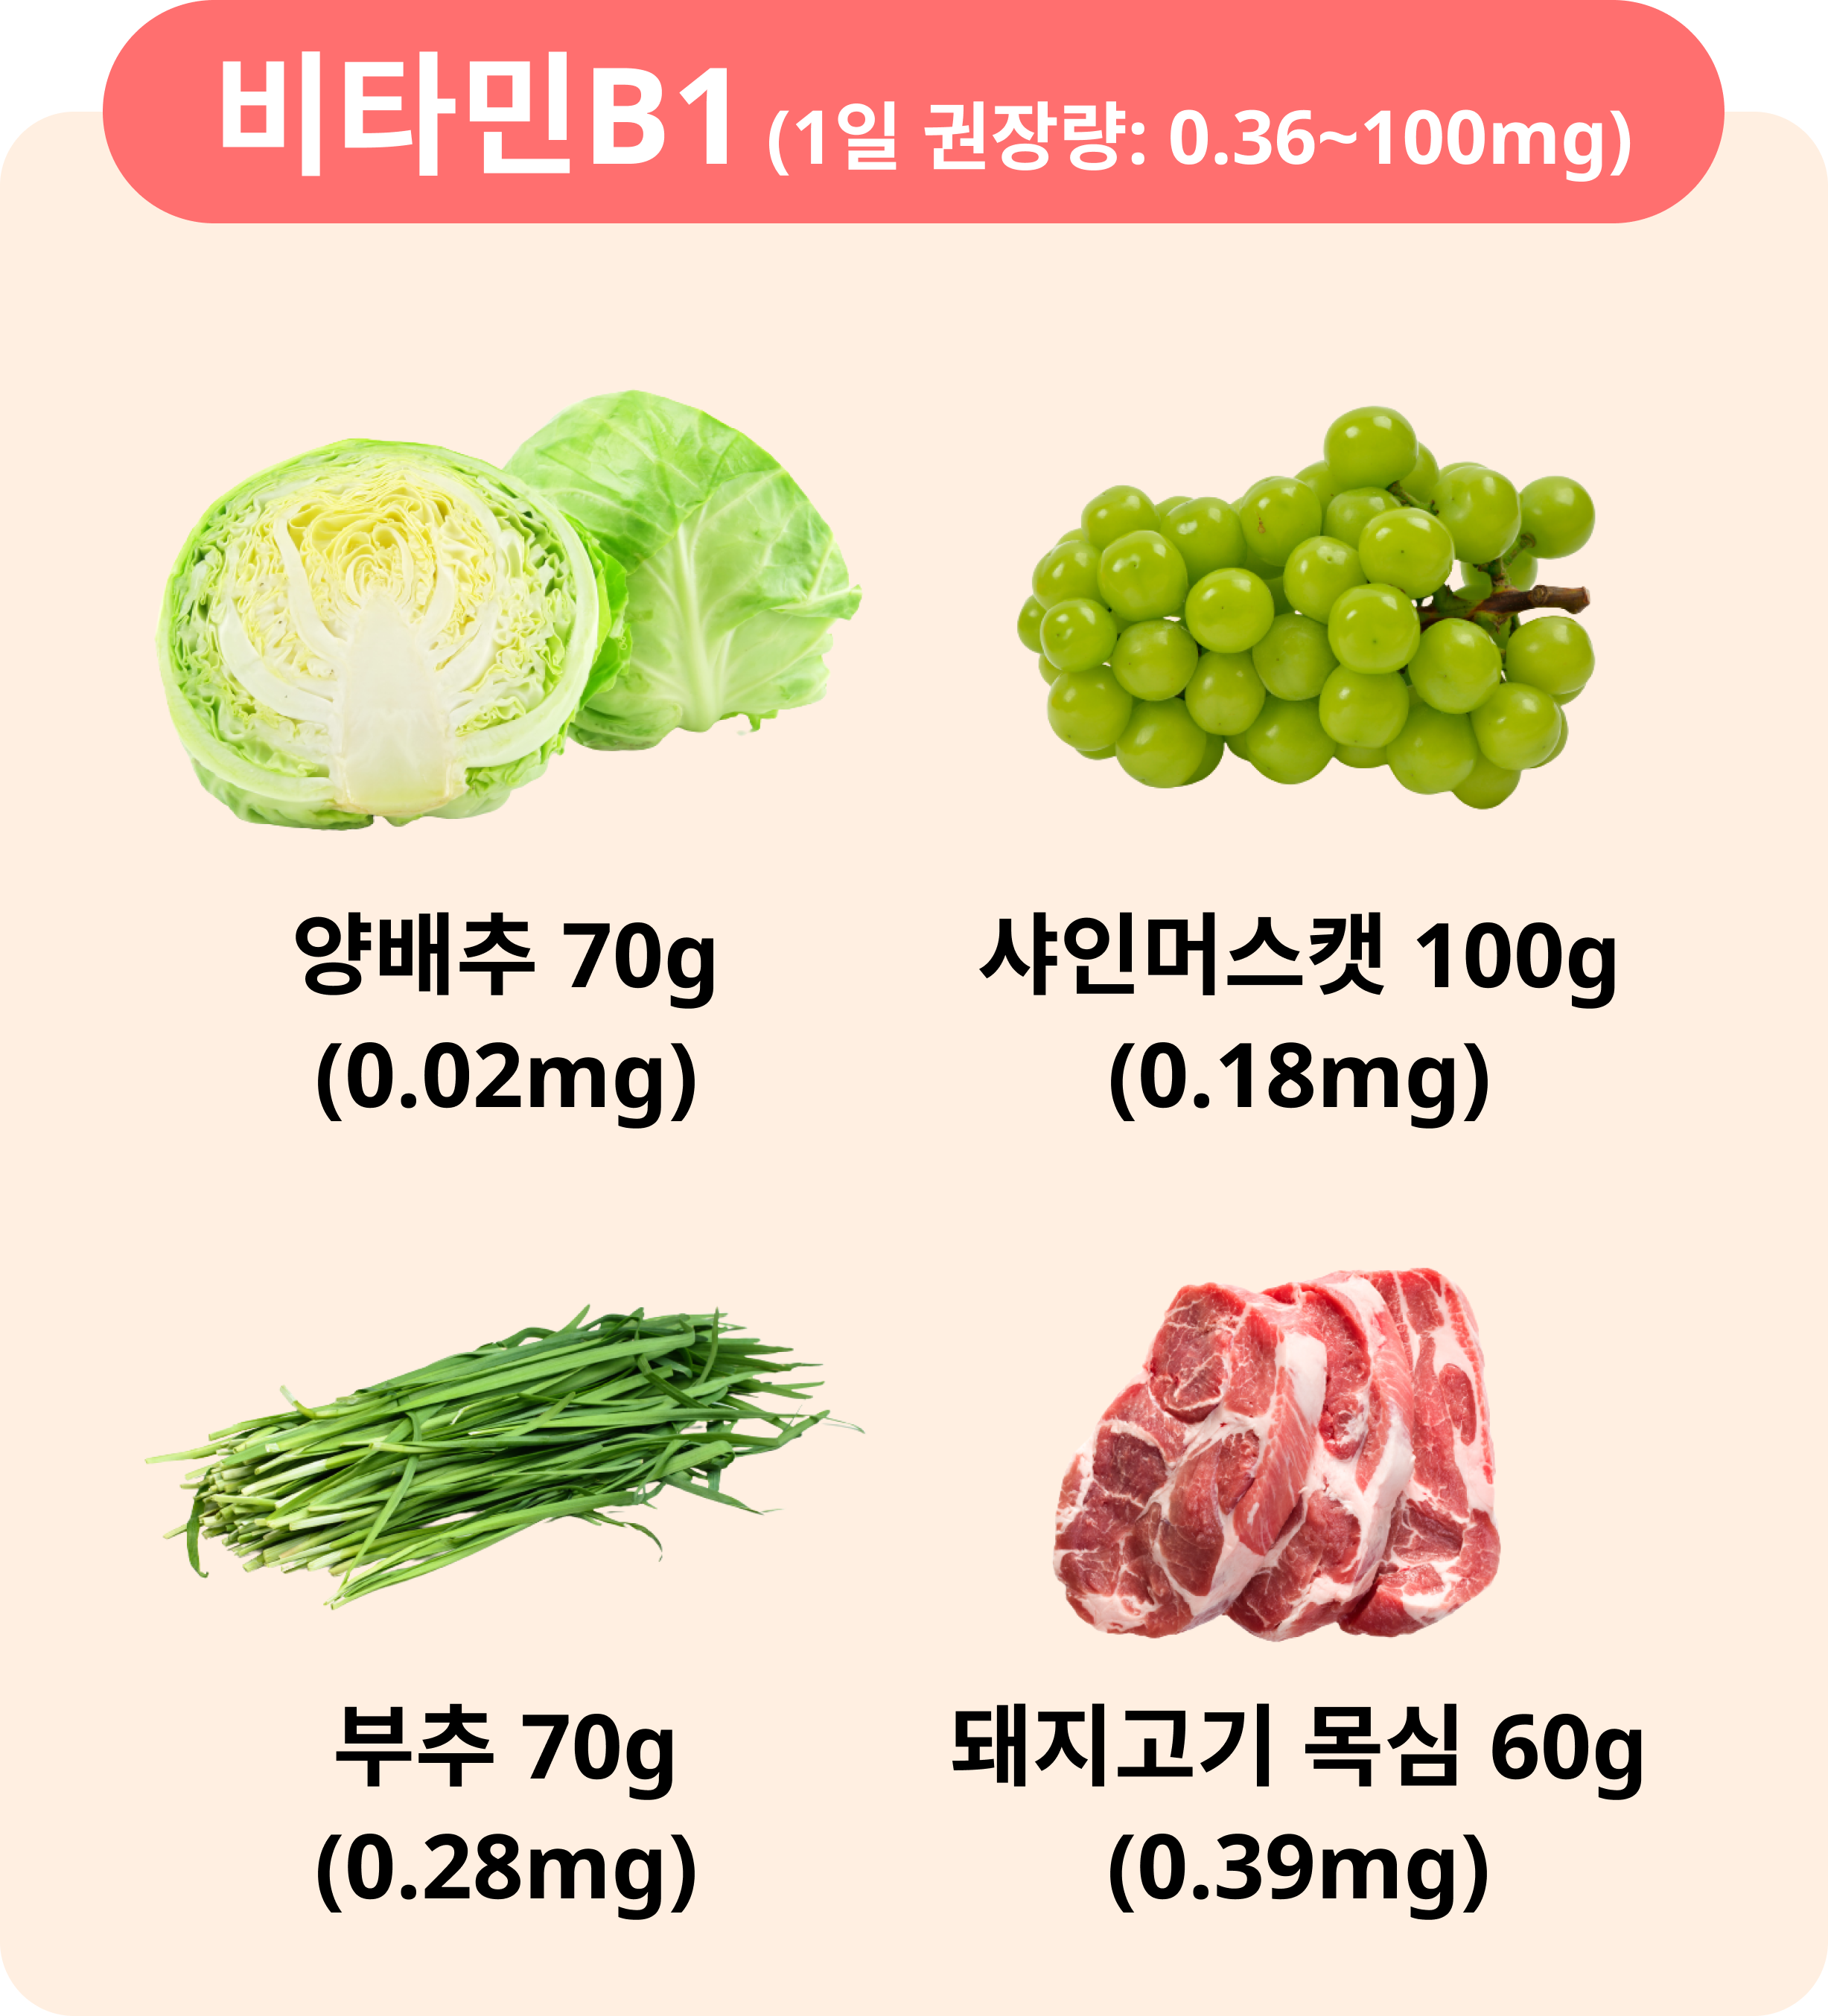 비타민B1 (1일 권장량: 0.36~100mg)
양배추 70g
(0.02mg)
샤인머스캣 100g
(0.18mg)
부추 70g
(0.28mg)
돼지고기 목심 60g
(0.39mg)